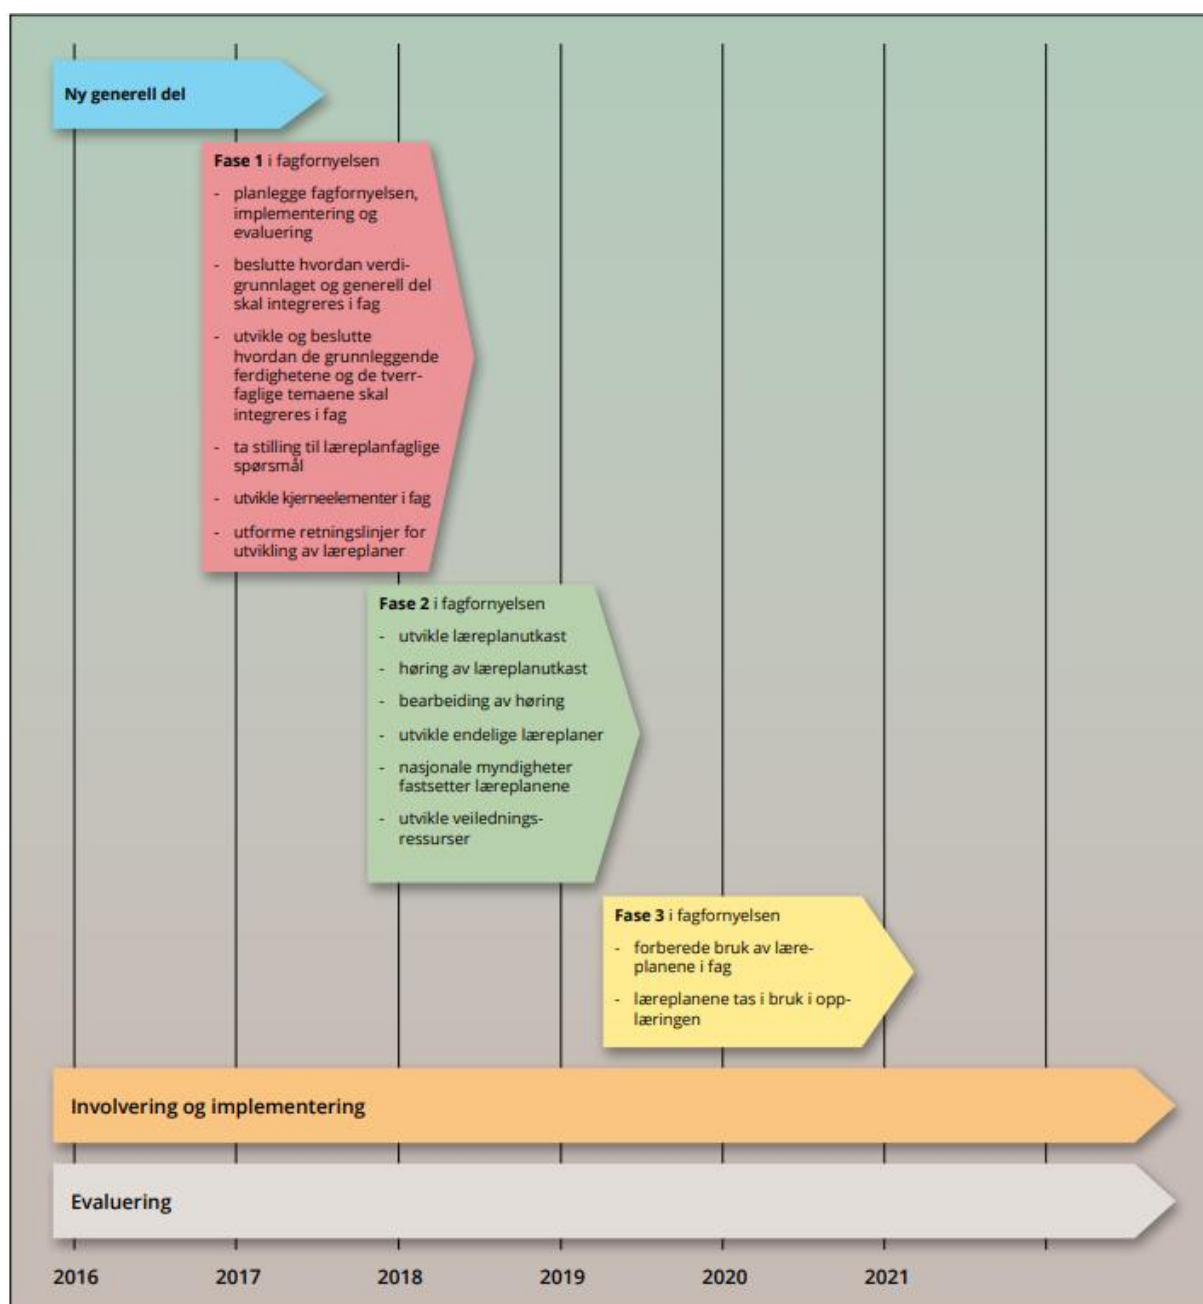 Ny generell del
Fase 1 i fagfornyelsen
- planlegge fagfornyelsen,
implementering og
evaluering
- beslutte hvordan verdi-
grunnlaget og generell del
skal integreres i fag
- utvikle og beslutte
hvordan de grunnleggende
ferdighetene og de tverr-
faglige temaene skal
integreres i fag
- ta stilling til læreplanfaglige
spørsmål
- utvikle kjerneelementer i fag
- utforme retningslinjer for
utvikling av læreplaner
Fase 2 i fagfornyelsen
- utvikle læreplanutkast
- høring av læreplanutkast
- bearbeiding av høring
- utvikle endelige læreplaner
- nasjonale myndigheter
fastsetter læreplanene
- utvikle veilednings-
ressurser
Fase 3 i fagfornyelsen
- forberede bruk av lære-
planene i fag
- læreplanene tas i bruk i opp-
læringen
Involvering og implementering
Evaluering
2016 2017 2018 2019 2020 2021